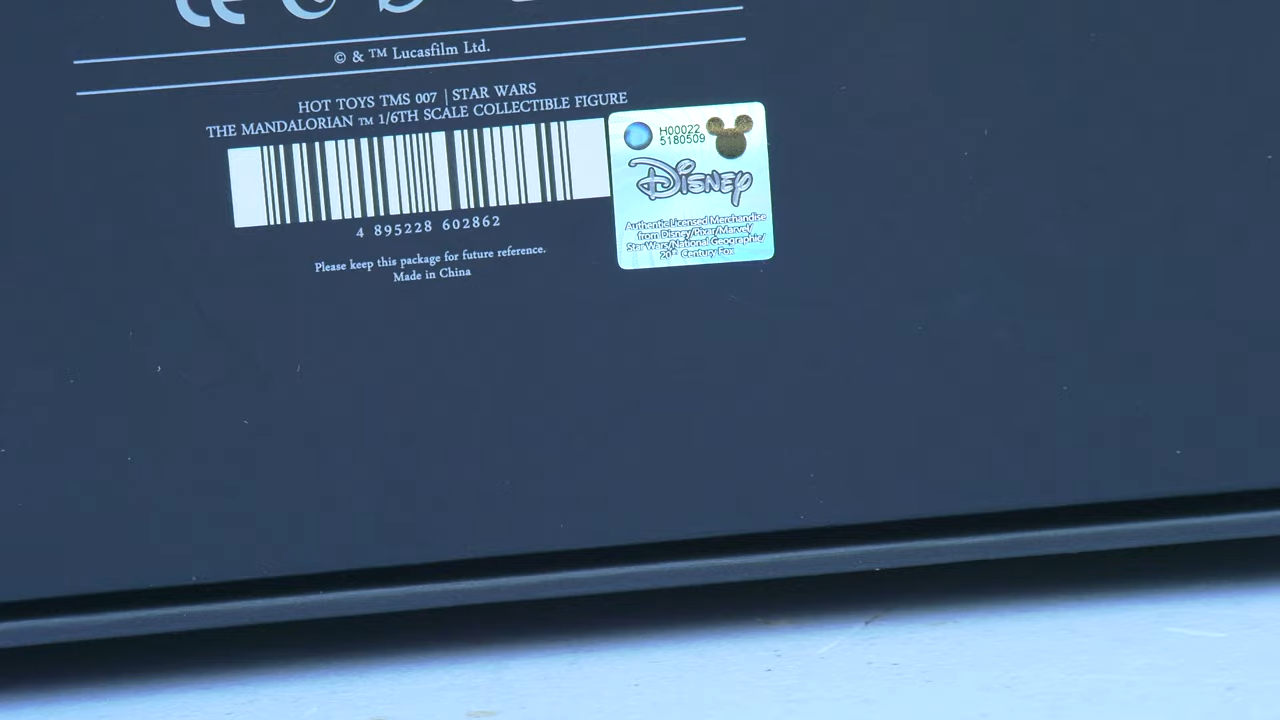 CE
© & ™ Lucasfilm Ltd.
HOT TOYS TMS 007 | STAR WARS
THE MANDALORIAN ™ 1/6TH SCALE COLLECTIBLE FIGURE
4 895228 602862
Please keep this package for future reference.
Made in China
H00022
5180509
Disney
Authentic Licensed Merchandise
from Disney/Pixar/Marvel/
Star Wars/National Geographic/
20th Century Fox